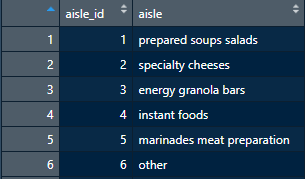 aisle_id aisle
1 1 prepared soups salads
2 2 specialty cheeses
3 3 energy granola bars
4 4 instant foods
5 5 marinades meat preparation
6 6 other